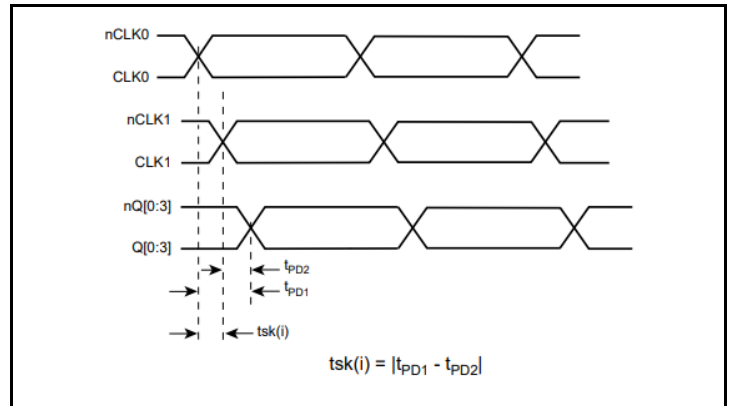 nCLK0
CLK0
nCLK1
CLK1
nQ[0:3]
Q[0:3]
tPD2
tPD1
tsk(i)
tsk(i) = |tPD1 - tPD2|